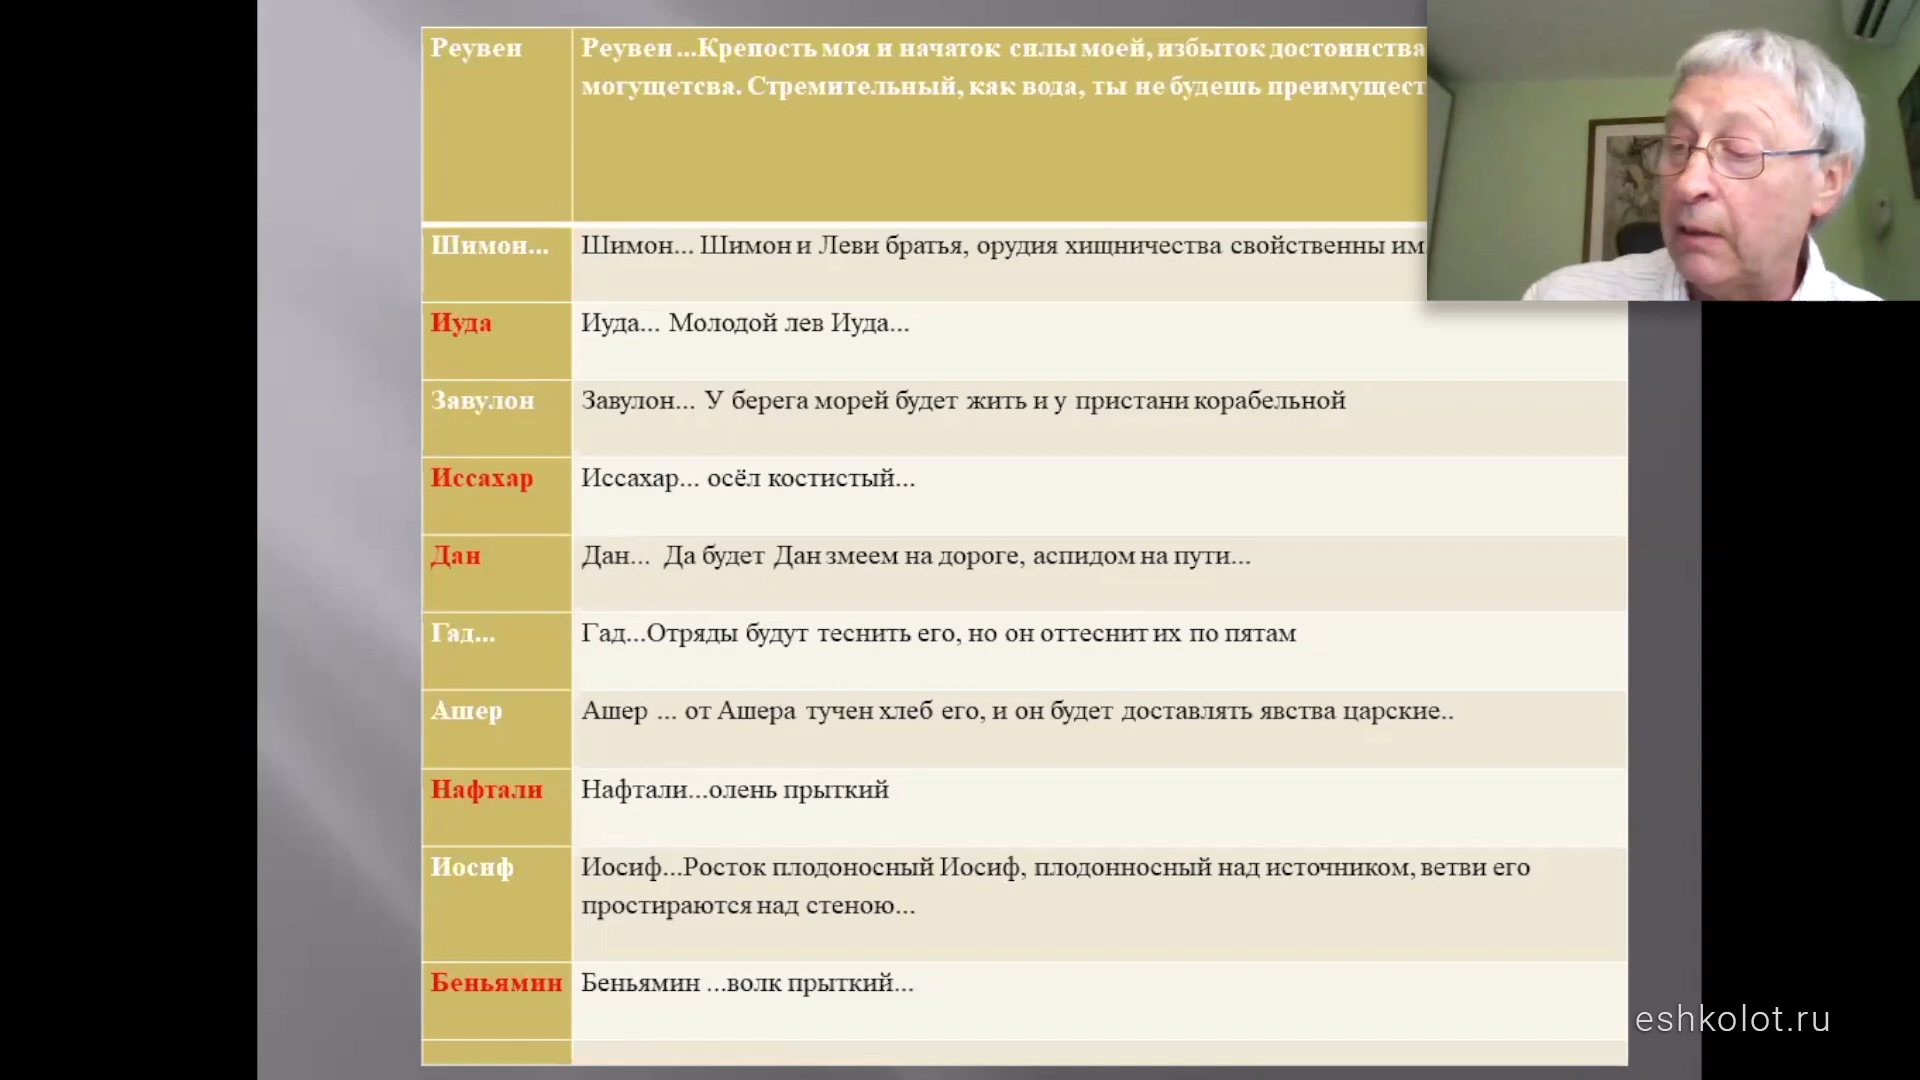 Реувен
Реувен...Крепость моя и начаток силы моей, избыток достоинства
могущетсва. Стремительный, как вода, ты не будешь
Шимон...
Шимон... Шимон и Леви братья, орудия хищничества свойственны им
Иуда
Иуда... Молодой лев Иуда...
Завулон
Завулон... У берега морей будет жить и у пристани корабельной
Иссахар
Иссахар... осёл костистый...
Дан
Дан... Да будет Дан змеем на дороге, аспидом на пути...
Гад...
Гад...Отряды будут теснить его, но он оттеснит их по пятам
Ашер
Ашер ... от Ашера тучен хлеб его, и он будет доставлять явства царские..
Нафтали
Нафтали...олень прыткий
Иосиф
Иосиф...Росток плодоносный Иосиф, плодонносный над источником, ветви его
простираются над стеною...
Беньямин
Беньямин ...волк прыткий...
eshkolot.ru